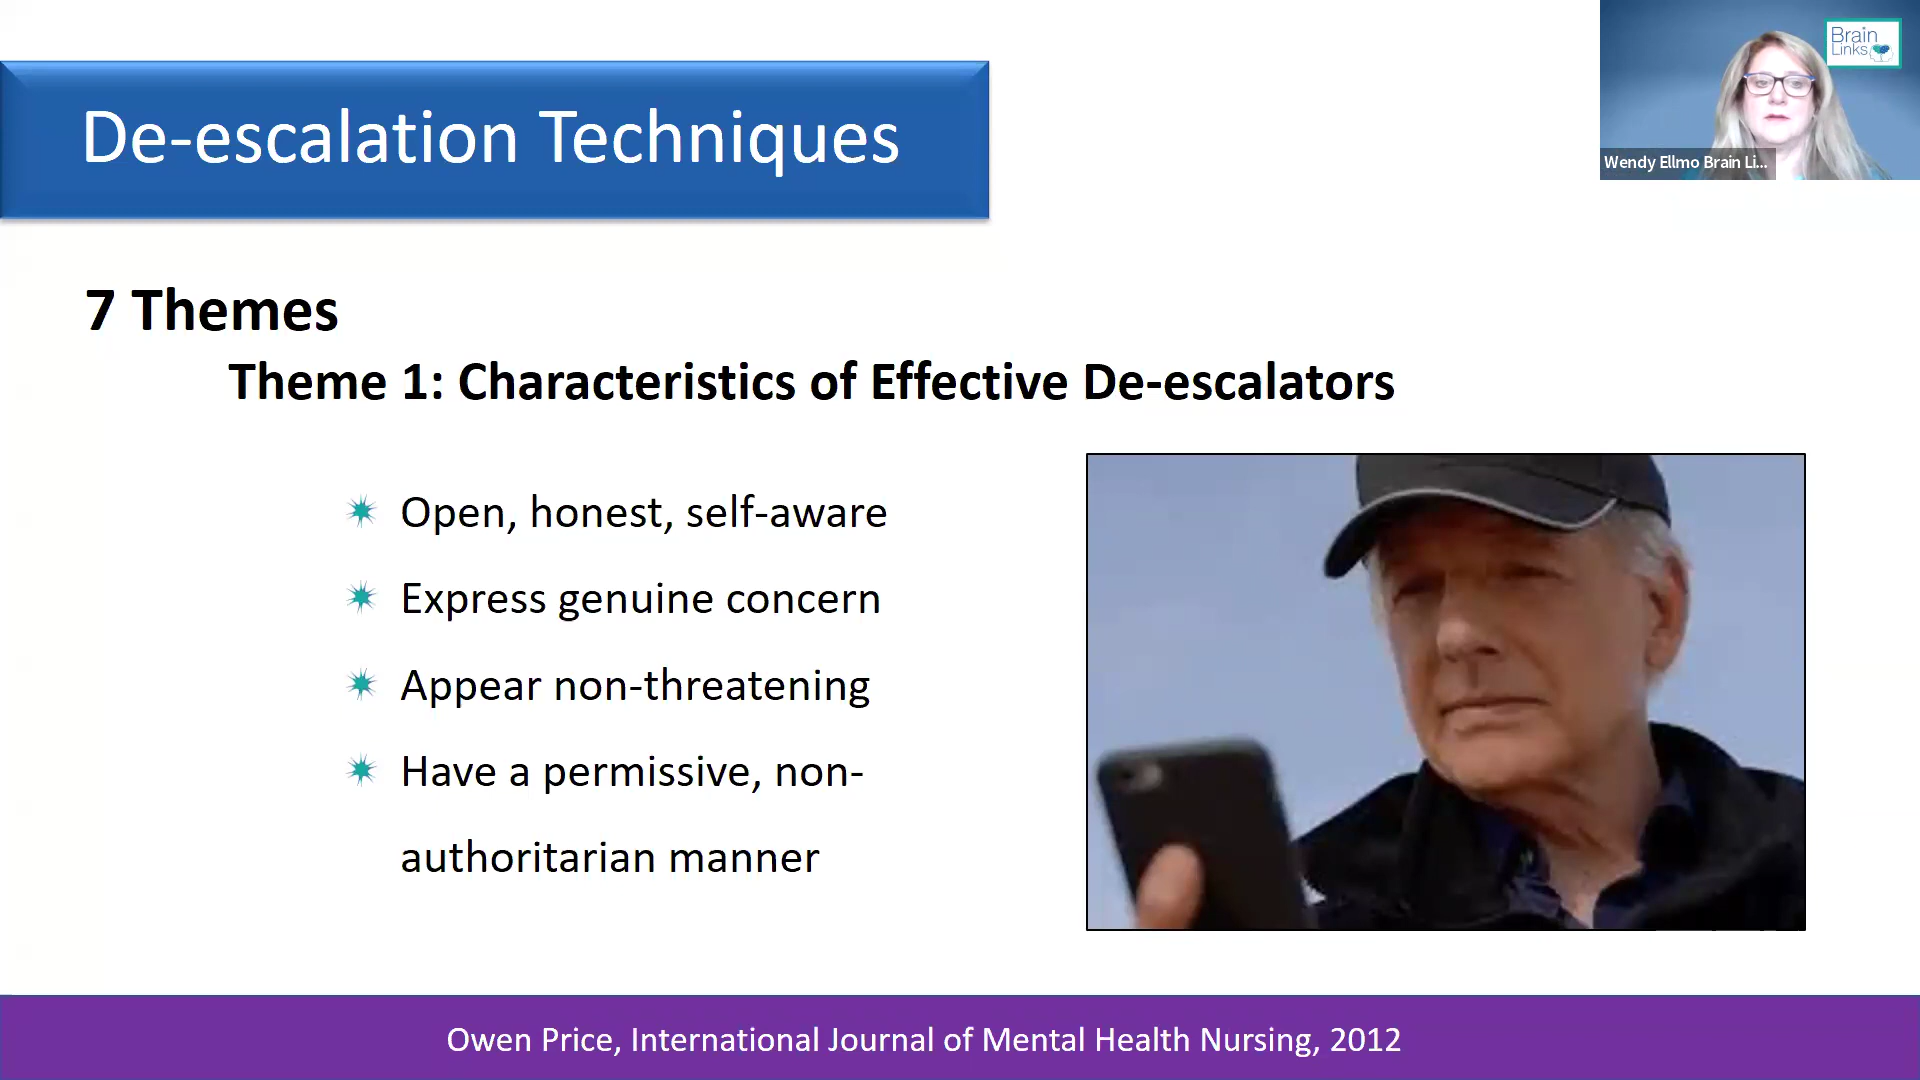 De-escalation Techniques
Brain
Links
Wendy Ellmo Brain Li...
7 Themes
Theme 1: Characteristics of Effective De-escalators
Open, honest, self-aware
Express genuine concern
Appear non-threatening
Have a permissive, non-
authoritarian manner
Owen Price, International Journal of Mental Health Nursing, 2012